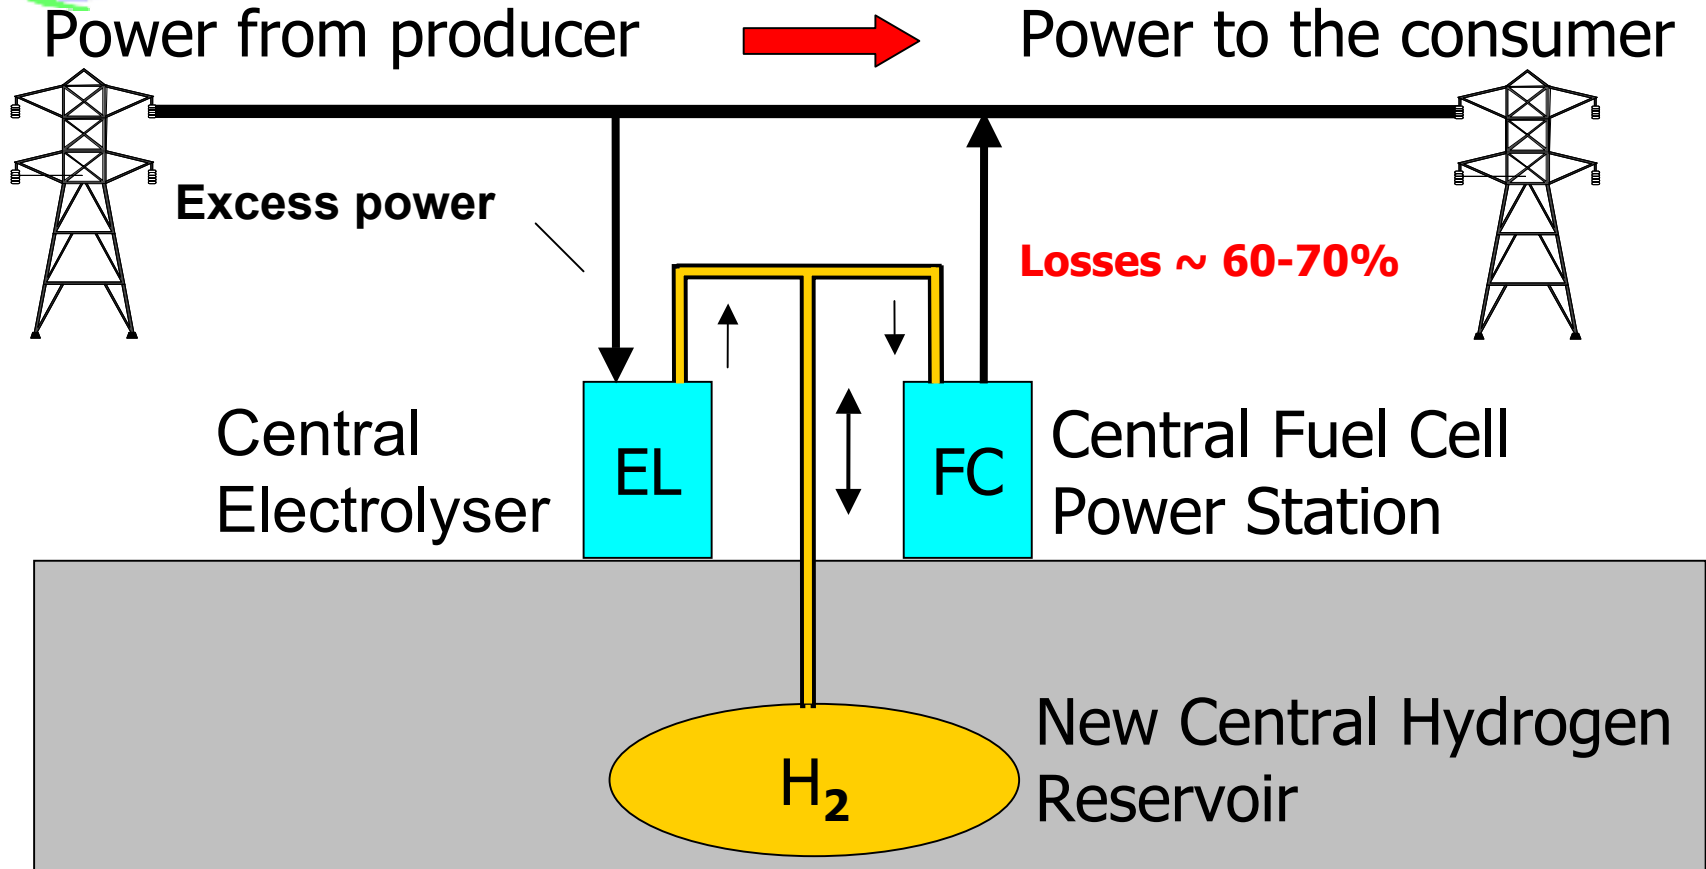 Power from producer
Power to the consumer
Excess power
Losses ~ 60-70%
Central
Electrolyser
EL
FC
Central Fuel Cell
Power Station
New Central Hydrogen
Reservoir
H2